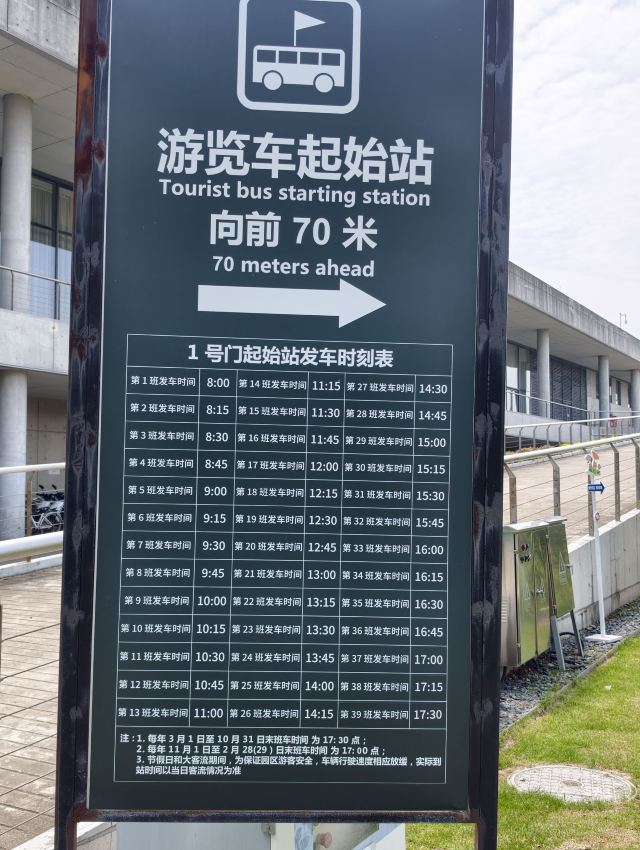 游览车起始站
Tourist bus starting station
向前 70 米
70 meters ahead
1 号门起始站发车时刻表
第 1 班发车时间 8:00 第 14 班发车时间 11:15 第 27 班发车时间 14:30
第 2 班发车时间 8:15 第 15 班发车时间 11:30 第 28 班发车时间 14:45
第 3 班发车时间 8:30 第 16 班发车时间 11:45 第 29 班发车时间 15:00
第 4 班发车时间 8:45 第 17 班发车时间 12:00 第 30 班发车时间 15:15
第 5 班发车时间 9:00 第 18 班发车时间 12:15 第 31 班发车时间 15:30
第 6 班发车时间 9:15 第 19 班发车时间 12:30 第 32 班发车时间 15:45
第 7 班发车时间 9:30 第 20 班发车时间 12:45 第 33 班发车时间 16:00
第 8 班发车时间 9:45 第 21 班发车时间 13:00 第 34 班发车时间 16:15
第 9 班发车时间 10:00 第 22 班发车时间 13:15 第 35 班发车时间 16:30
第 10 班发车时间 10:15 第 23 班发车时间 13:30 第 36 班发车时间 16:45
第 11 班发车时间 10:30 第 24 班发车时间 13:45 第 37 班发车时间 17:00
第 12 班发车时间 10:45 第 25 班发车时间 14:00 第 38 班发车时间 17:15
第 13 班发车时间 11:00 第 26 班发车时间 14:15 第 39 班发车时间 17:30
注：1. 每年 3 月 1 日至 10 月 31 日末班车时间 为 17: 30 点；
2. 每年 11 月 1 日至 2 月 28(29 ) 日末班车时间 为 17: 00 点；
3. 节假日和大客流期间，为保证园区游客安全，车辆行驶速度相应放缓，实际到
站时间以当日客流情况为准